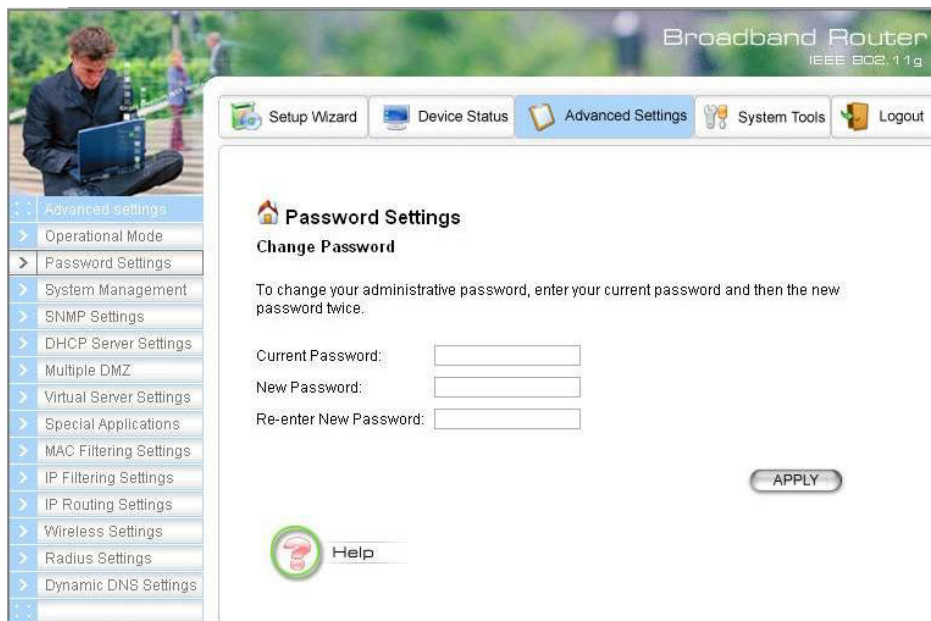 Broadband Router
IEEE 802.11g
Setup Wizard
Device Status
Advanced Settings
System Tools
Logout
Advanced settings
> Operational Mode
> Password Settings
> System Management
> SNMP Settings
> DHCP Server Settings
> Multiple DMZ
> Virtual Server Settings
> Special Applications
> MAC Filtering Settings
> IP Filtering Settings
> IP Routing Settings
> Wireless Settings
> Radius Settings
> Dynamic DNS Settings
Password Settings
Change Password
To change your administrative password, enter your current password and then the new
password twice.
Current Password:
New Password:
Re-enter New Password:
APPLY
? Help